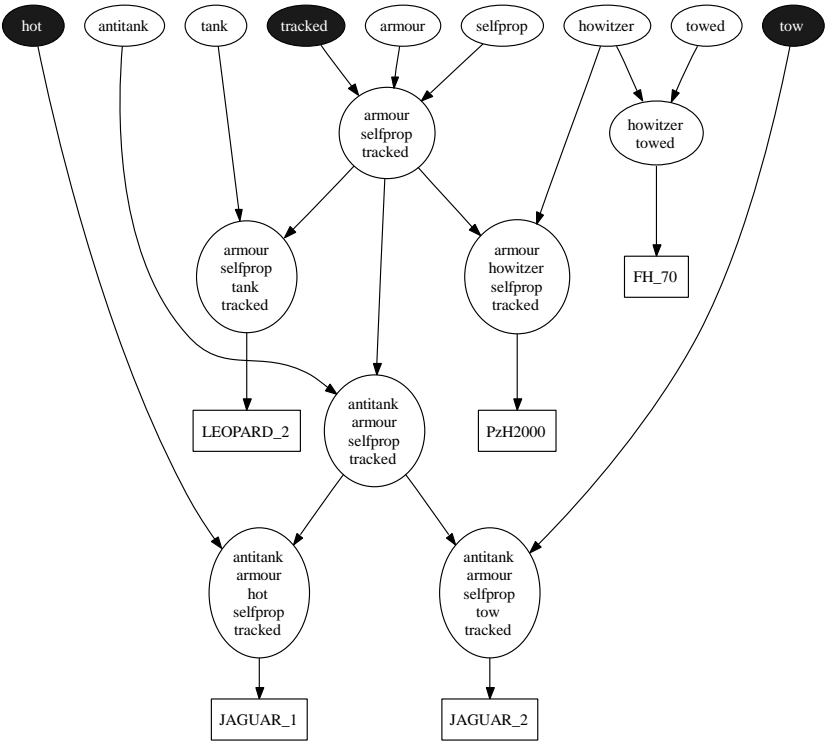 hot
antitank
tank
tracked
armour
selfprop
howitzer
towed
tow
armour
selfprop
tracked
howitzer
towed
armour
selfprop
tank
tracked
armour
howitzer
selfprop
tracked
FH_70
LEOPARD_2
antitank
armour
selfprop
tracked
PzH2000
antitank
armour
hot
selfprop
tracked
antitank
armour
selfprop
tow
tracked
JAGUAR_1
JAGUAR_2